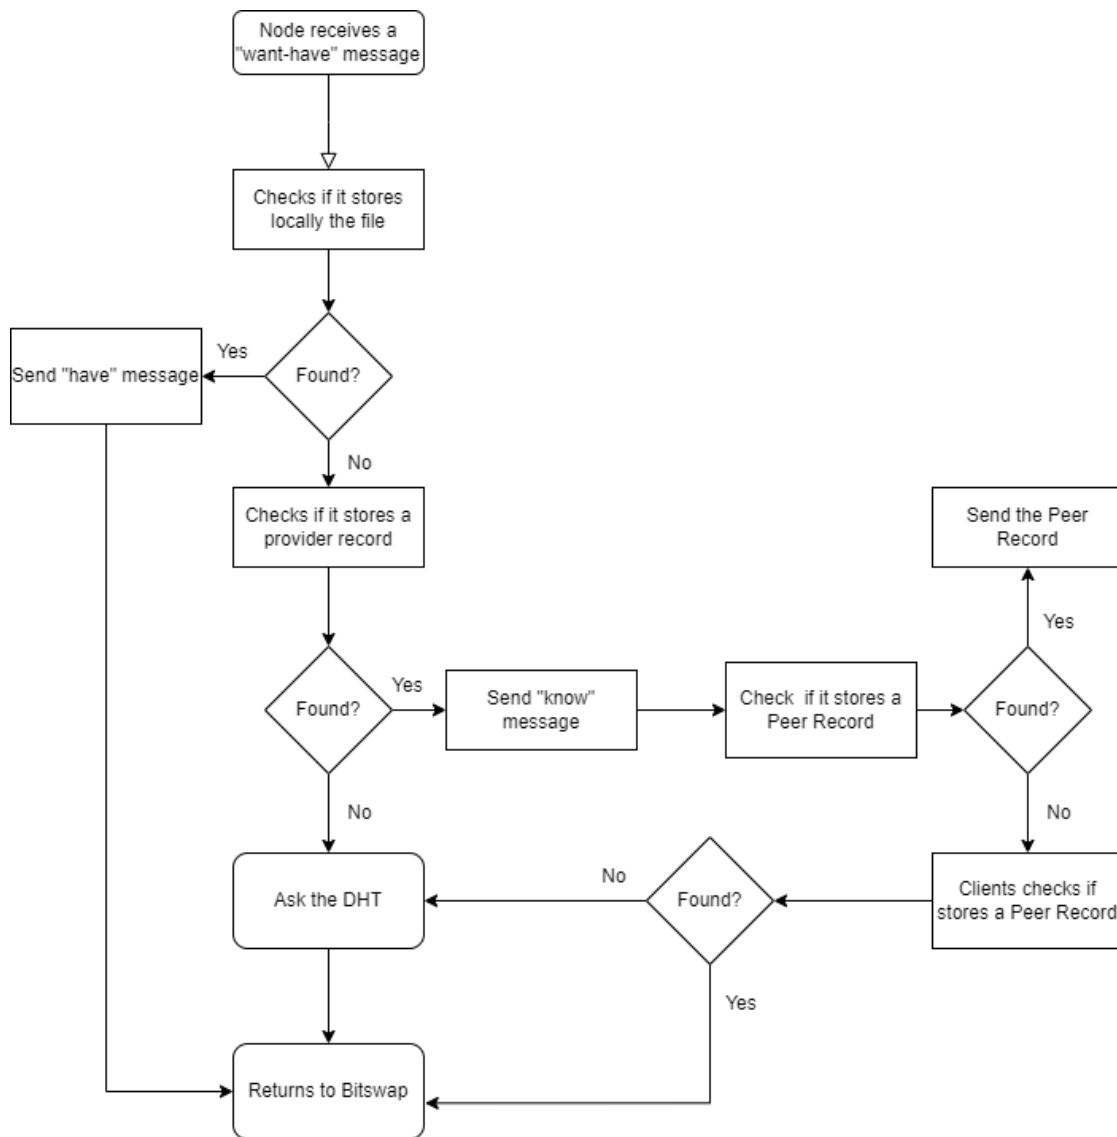 Node receives a
"want-have" message
Checks if it stores
locally the file
Yes
Send "have" message
Found?
No
Checks if it stores a
provider record
Send the Peer
Record
Yes
Found?
Yes
Send "know"
message
Check  if it stores a
Peer Record
Found?
No
No
Ask the DHT
No
Found?
Clients checks if
stores a Peer Record
Yes
Returns to Bitswap